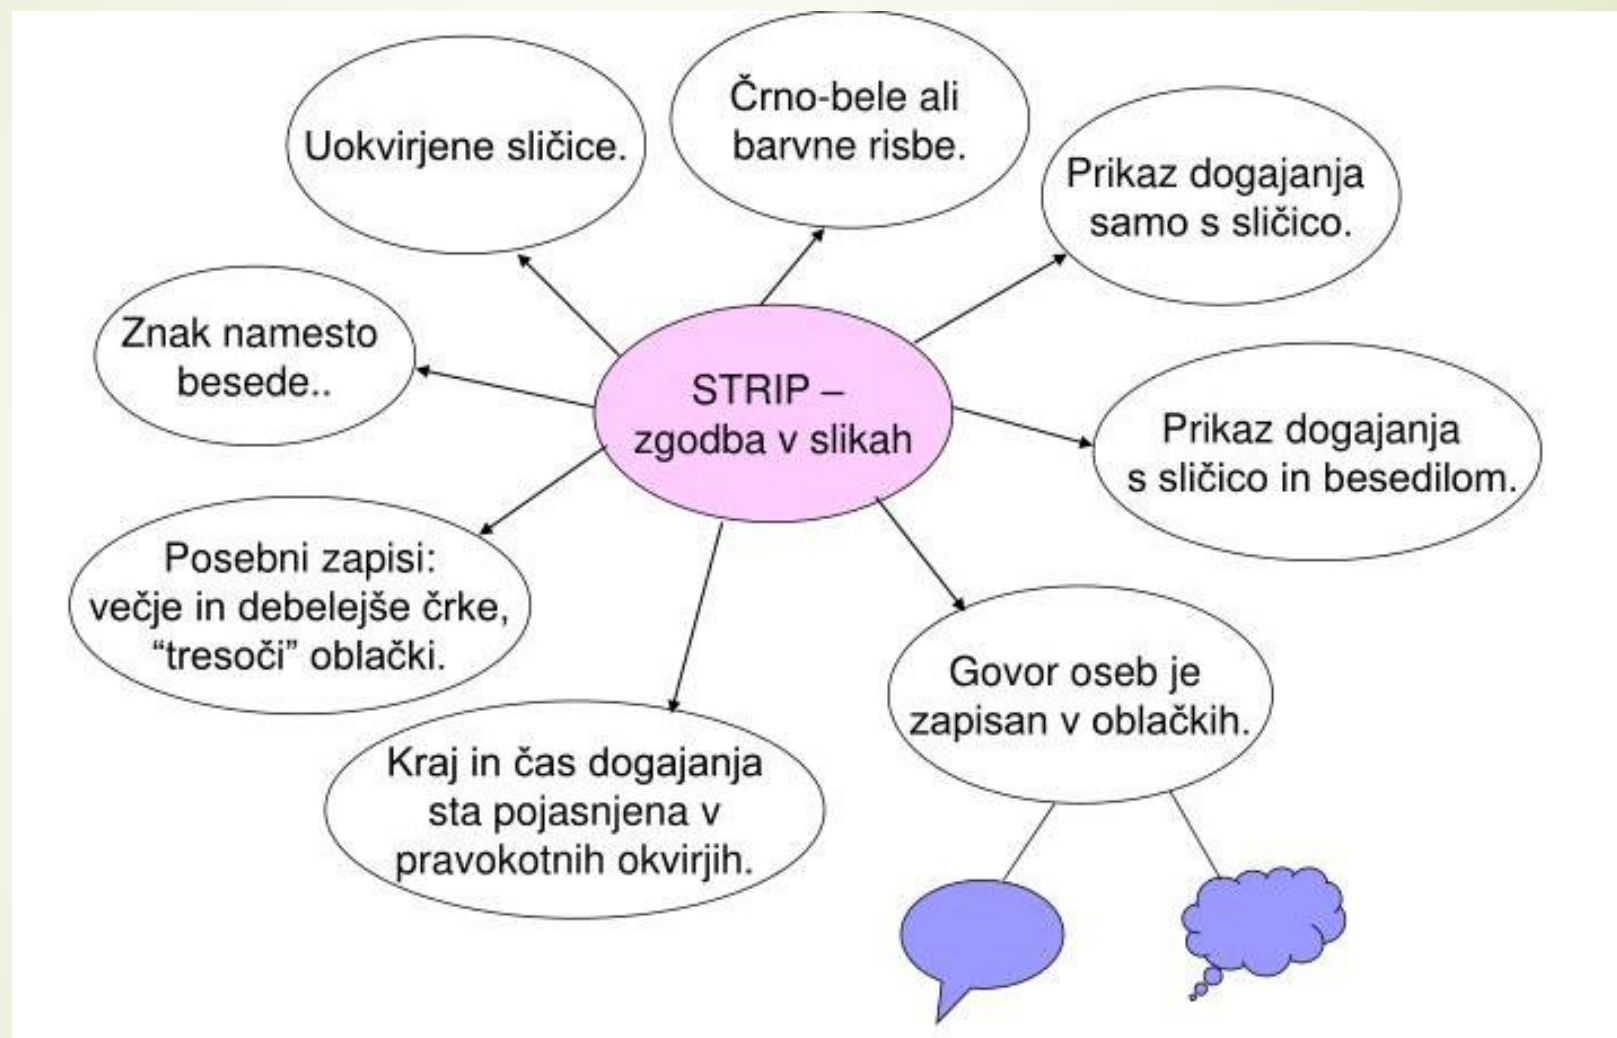 Uokvirjene sličice.
Črno-bele ali
barvne risbe.
Prikaz dogajanja
samo s sličico.
Znak namesto
besede..
STRIP –
zgodba v slikah
Prikaz dogajanja
s sličico in besedilom.
Posebni zapisi:
večje in debelejše črke,
“tresoči” oblački.
Govor oseb je
zapisan v oblačkih.
Kraj in čas dogajanja
sta pojasnjena v
pravokotnih okvirjih.